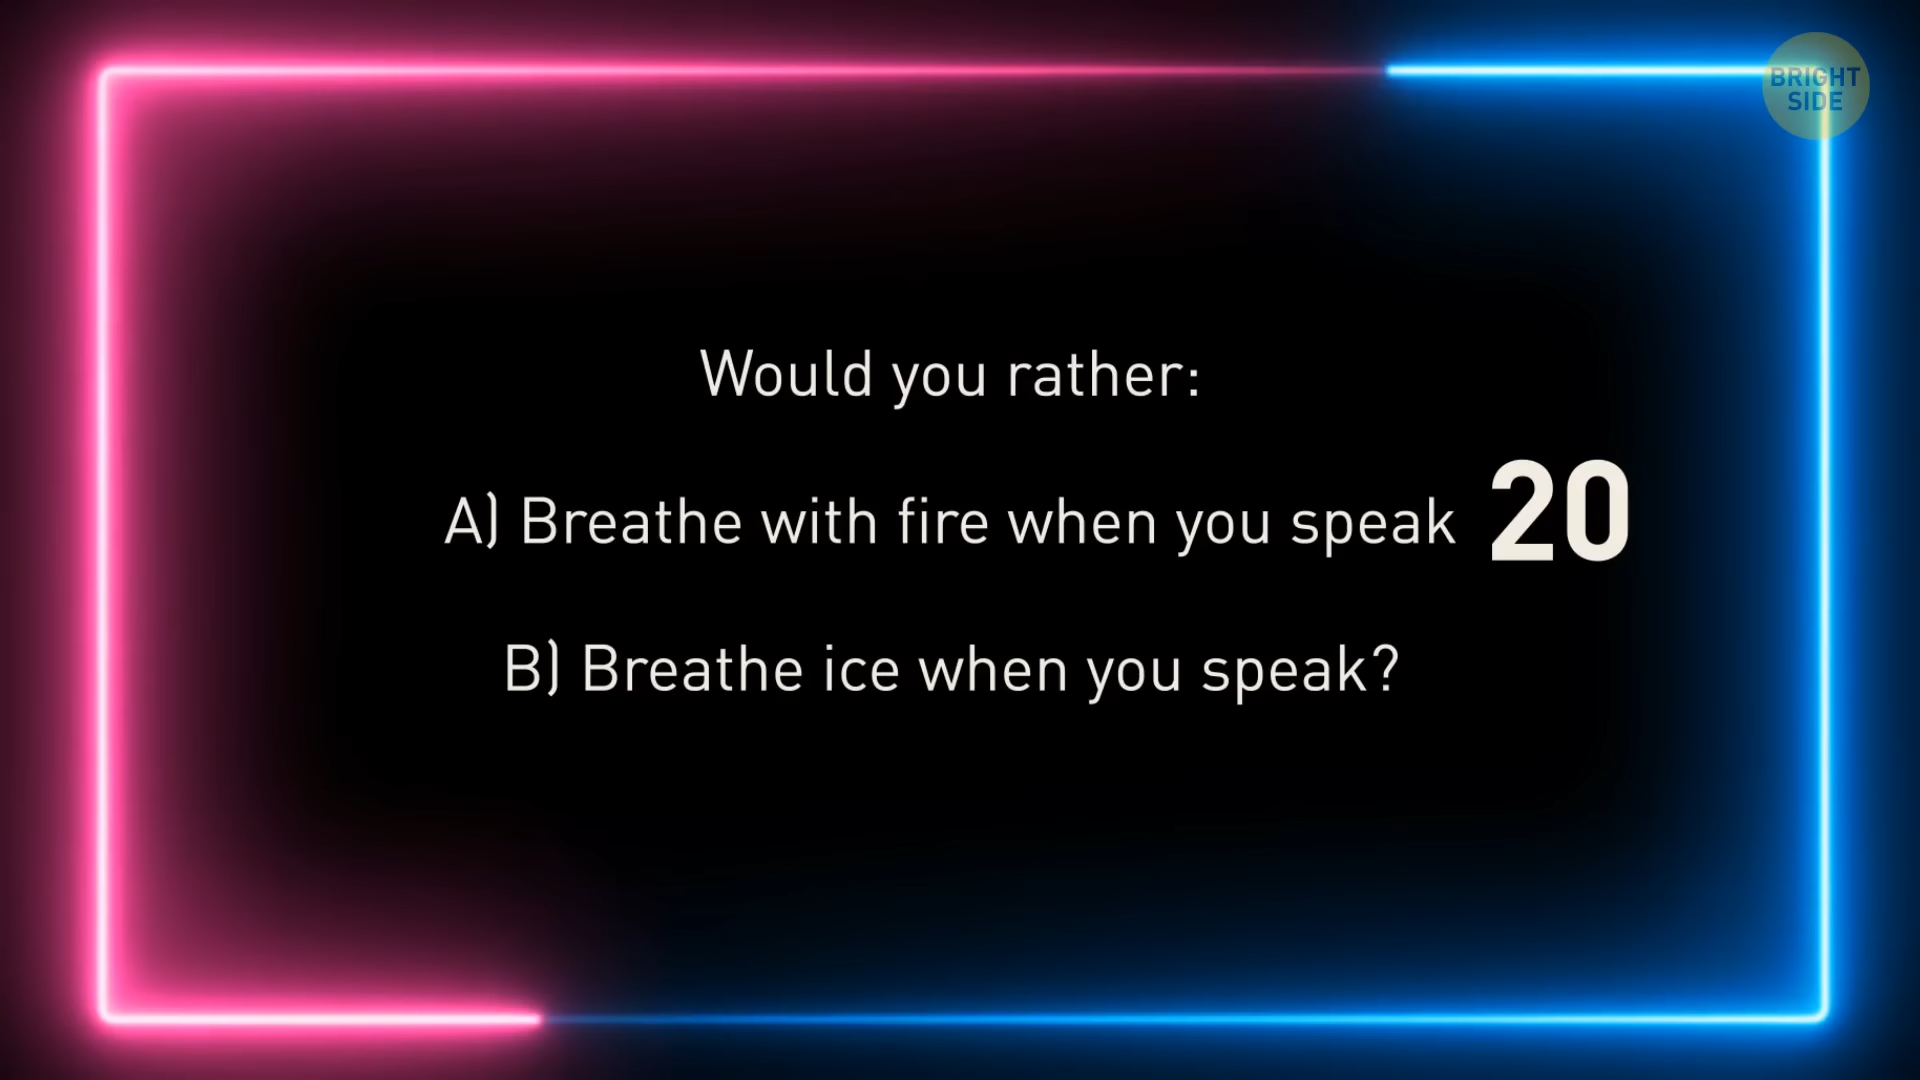 BRIGHT
SIDE
Would you rather:
A) Breathe with fire when you speak
20
B) Breathe ice when you speak?